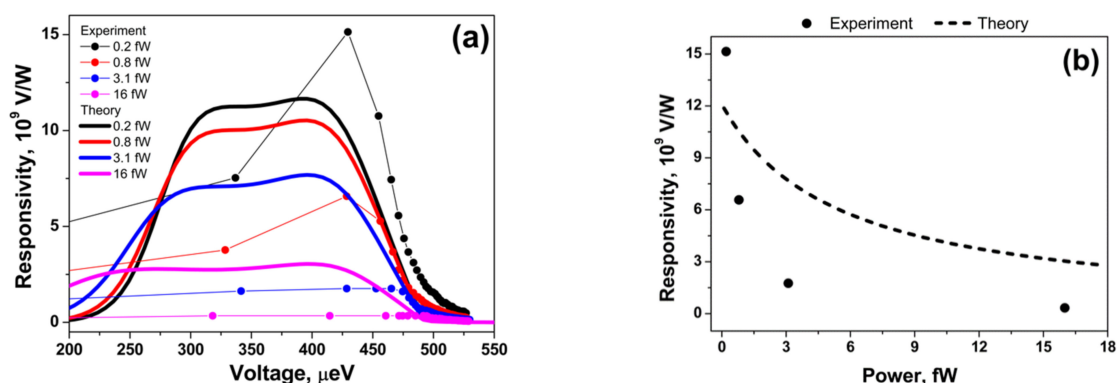 (a)
Experiment
0.2 fW
0.8 fW
3.1 fW
16 fW
Theory
0.2 fW
0.8 fW
3.1 fW
16 fW
Responsivity, 10⁹ V/W
15
10
5
0
200 250 300 350 400 450 500 550
Voltage, μeV
Experiment Theory
(b)
Responsivity, 10⁹ V/W
15
12
9
6
3
0
0 3 6 9 12 15 18
Power, fW